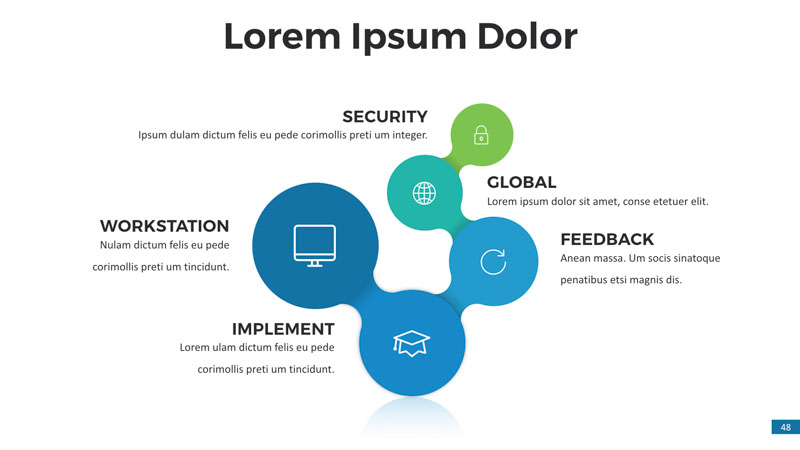 Lorem Ipsum Dolor
SECURITY
Ipsum dulam dictum felis eu pede corimollis preti um integer.
GLOBAL
Lorem ipsum dolor sit amet, conse etetuer elit.
WORKSTATION
Nulam dictum felis eu pede
corimollis preti um tincidunt.
FEEDBACK
Anean massa. Um socis sinatoque
penatibus etsi magnis dis.
IMPLEMENT
Lorem ulam dictum felis eu pede
corimollis preti um tincidunt.
48